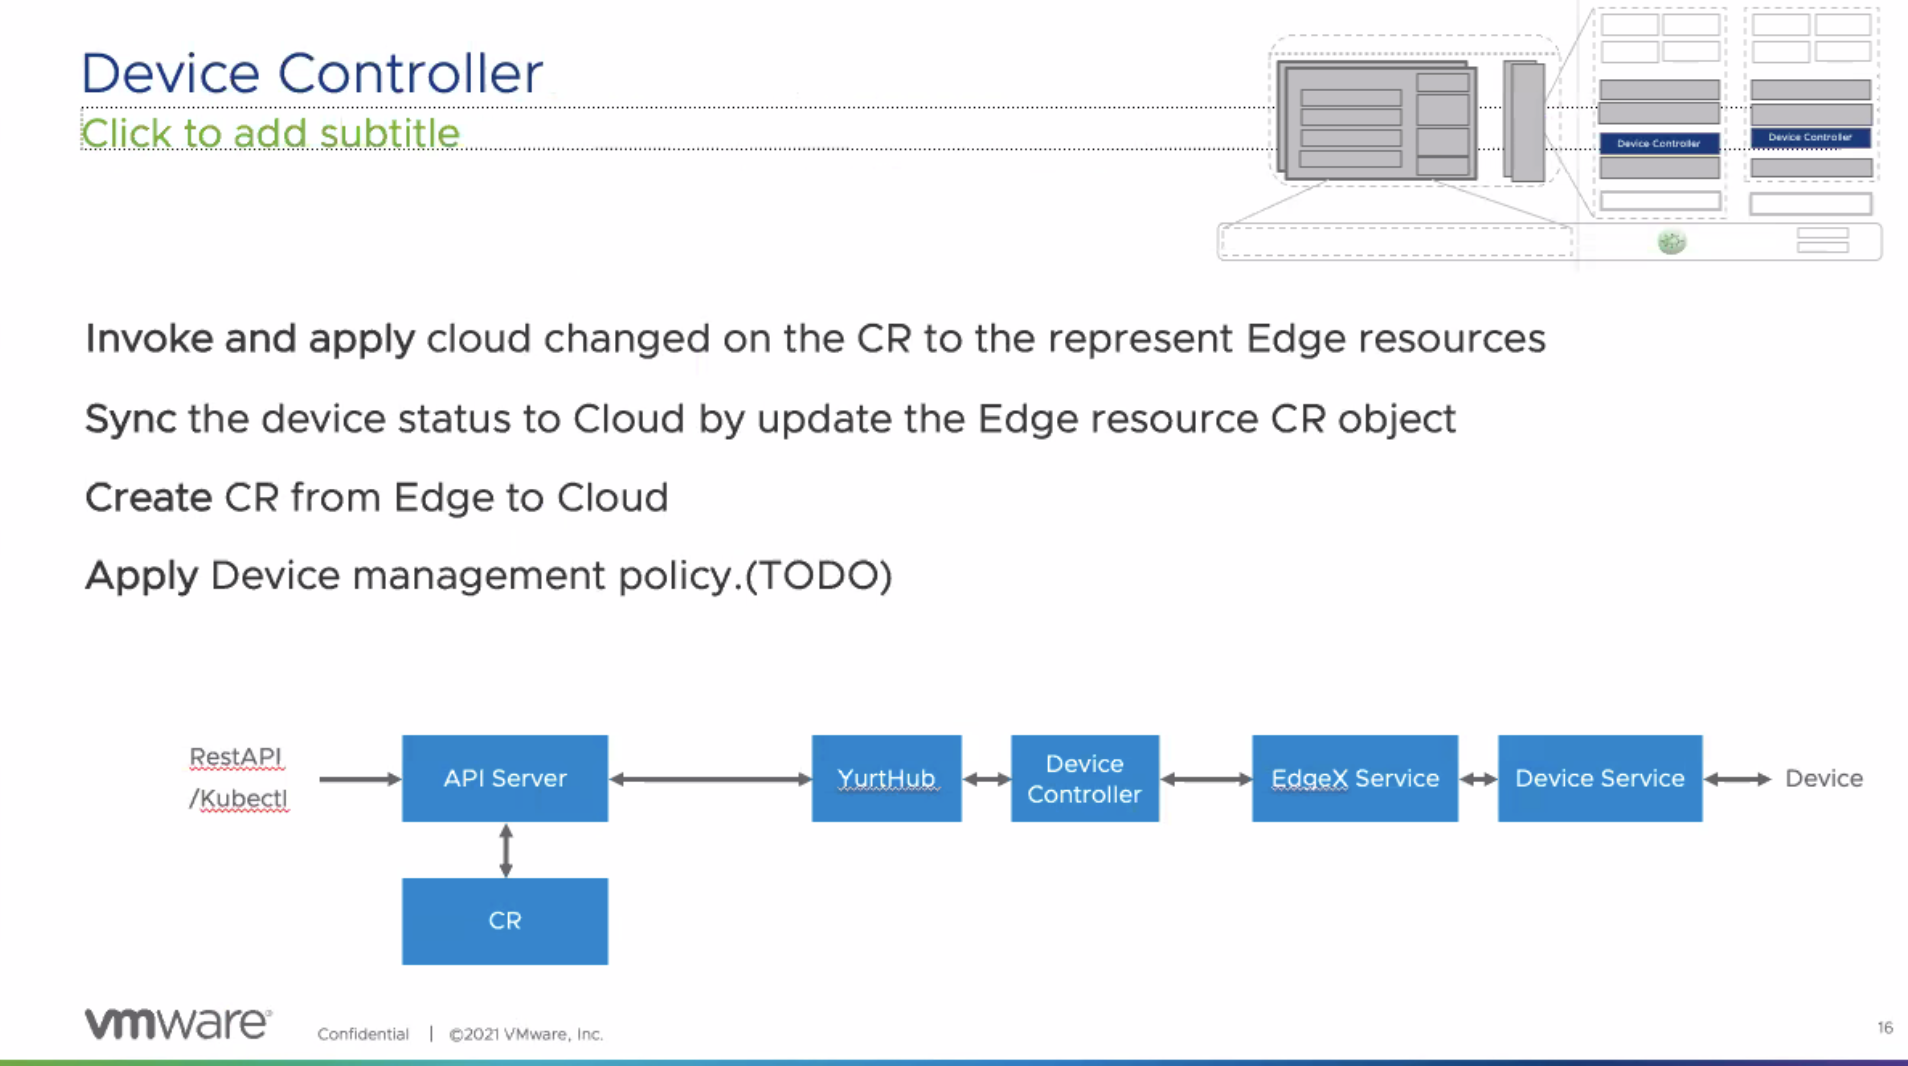 Device Controller
Click to add subtitle
Device Controller
Device Controller
Invoke and apply cloud changed on the CR to the represent Edge resources
Sync the device status to Cloud by update the Edge resource CR object
Create CR from Edge to Cloud
Apply Device management policy.(TODO)
RestAPI
/Kubectl
API Server
YurtHub
Device
Controller
EdgeX Service
Device Service
Device
CR
vmware®
Confidential | ©2021 VMware, Inc.
16